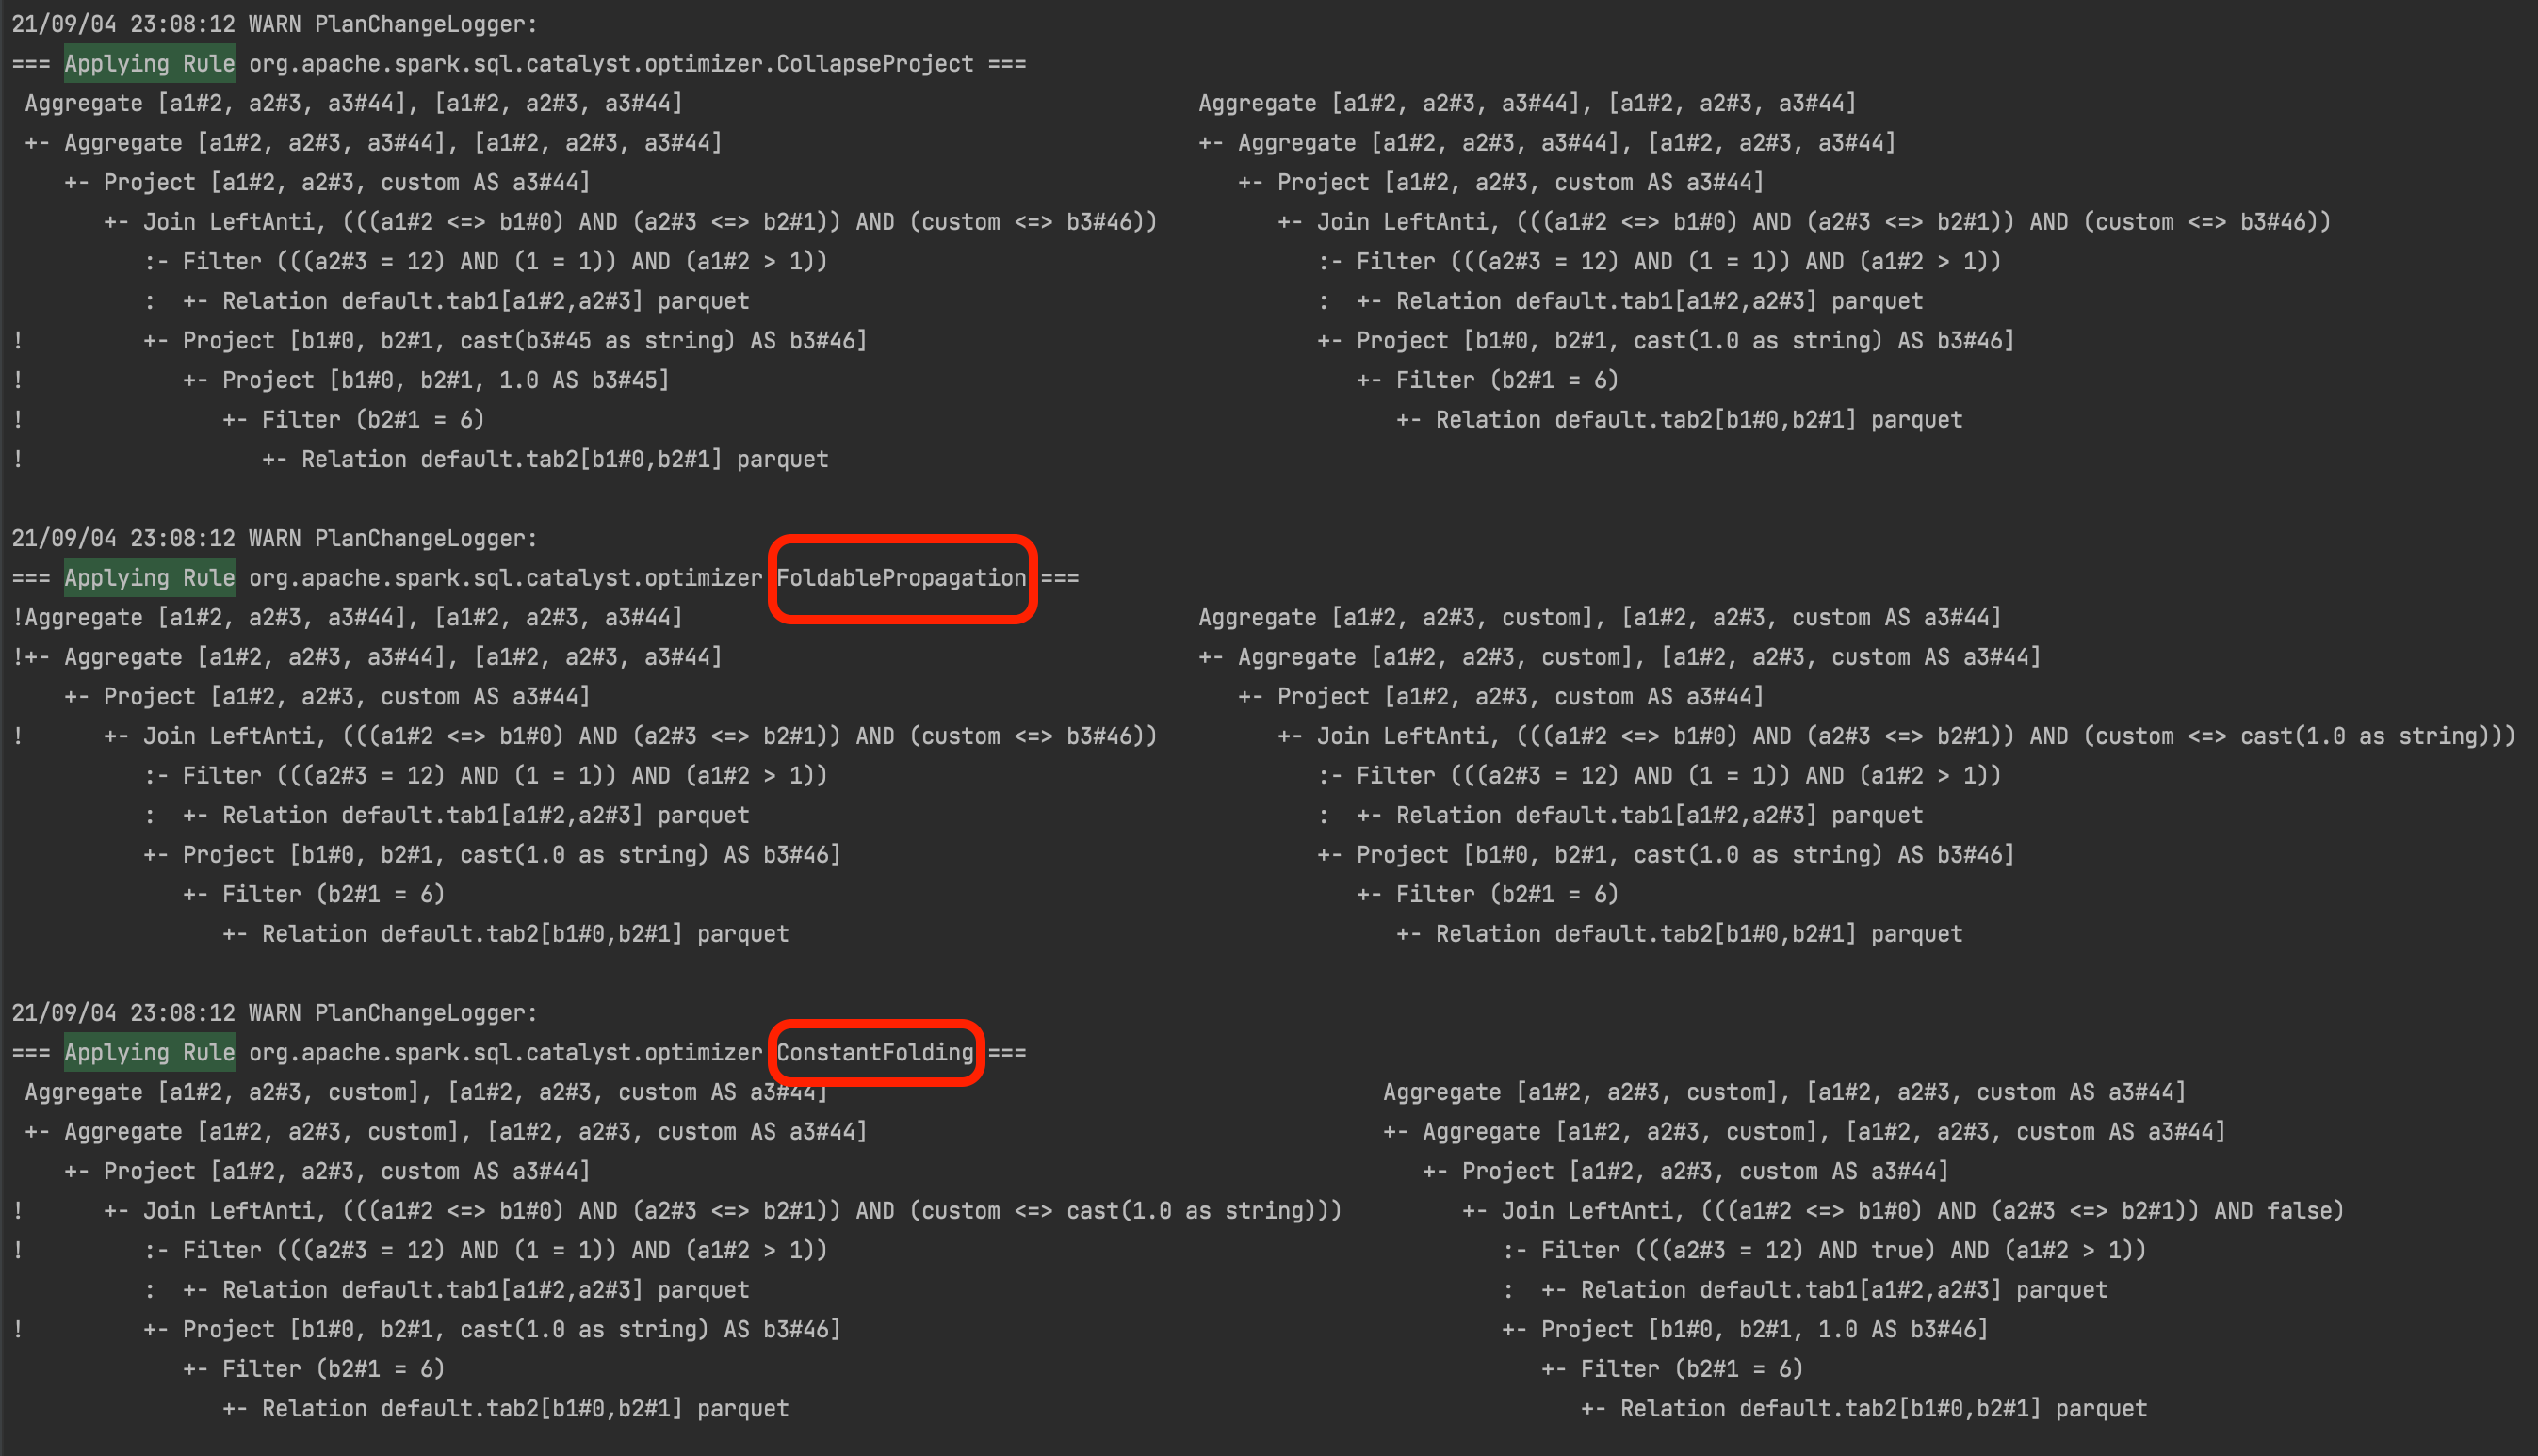 21/09/04 23:08:12 WARN PlanChangeLogger:
=== Applying Rule org.apache.spark.sql.catalyst.optimizer.CollapseProject ===
 Aggregate [a1#2, a2#3, a3#44], [a1#2, a2#3, a3#44]                                       Aggregate [a1#2, a2#3, a3#44], [a1#2, a2#3, a3#44]
 +- Aggregate [a1#2, a2#3, a3#44], [a1#2, a2#3, a3#44]                                    +- Aggregate [a1#2, a2#3, a3#44], [a1#2, a2#3, a3#44]
    +- Project [a1#2, a2#3, custom AS a3#44]                                                 +- Project [a1#2, a2#3, custom AS a3#44]
       +- Join LeftAnti, (((a1#2 <=> b1#0) AND (a2#3 <=> b2#1)) AND (custom <=> b3#46))         +- Join LeftAnti, (((a1#2 <=> b1#0) AND (a2#3 <=> b2#1)) AND (custom <=> b3#46))
          :- Filter (((a2#3 = 12) AND (1 = 1)) AND (a1#2 > 1))                                     :- Filter (((a2#3 = 12) AND (1 = 1)) AND (a1#2 > 1))
          :  +- Relation default.tab1[a1#2,a2#3] parquet                                           :  +- Relation default.tab1[a1#2,a2#3] parquet
!         +- Project [b1#0, b2#1, cast(b3#45 as string) AS b3#46]                                  +- Project [b1#0, b2#1, cast(1.0 as string) AS b3#46]
!            +- Project [b1#0, b2#1, 1.0 AS b3#45]                                                    +- Filter (b2#1 = 6)
!               +- Filter (b2#1 = 6)                                                                     +- Relation default.tab2[b1#0,b2#1] parquet
!                  +- Relation default.tab2[b1#0,b2#1] parquet
21/09/04 23:08:12 WARN PlanChangeLogger:
=== Applying Rule org.apache.spark.sql.catalyst.optimizer FoldablePropagation ===
!Aggregate [a1#2, a2#3, a3#44], [a1#2, a2#3, a3#44]                                       Aggregate [a1#2, a2#3, custom], [a1#2, a2#3, custom AS a3#44]
!+- Aggregate [a1#2, a2#3, a3#44], [a1#2, a2#3, a3#44]                                    +- Aggregate [a1#2, a2#3, custom], [a1#2, a2#3, custom AS a3#44]
    +- Project [a1#2, a2#3, custom AS a3#44]                                                 +- Project [a1#2, a2#3, custom AS a3#44]
!      +- Join LeftAnti, (((a1#2 <=> b1#0) AND (a2#3 <=> b2#1)) AND (custom <=> b3#46))         +- Join LeftAnti, (((a1#2 <=> b1#0) AND (a2#3 <=> b2#1)) AND (custom <=> cast(1.0 as string)))
          :- Filter (((a2#3 = 12) AND (1 = 1)) AND (a1#2 > 1))                                     :- Filter (((a2#3 = 12) AND (1 = 1)) AND (a1#2 > 1))
          :  +- Relation default.tab1[a1#2,a2#3] parquet                                           :  +- Relation default.tab1[a1#2,a2#3] parquet
          +- Project [b1#0, b2#1, cast(1.0 as string) AS b3#46]                                    +- Project [b1#0, b2#1, cast(1.0 as string) AS b3#46]
             +- Filter (b2#1 = 6)                                                                     +- Filter (b2#1 = 6)
                +- Relation default.tab2[b1#0,b2#1] parquet                                              +- Relation default.tab2[b1#0,b2#1] parquet
21/09/04 23:08:12 WARN PlanChangeLogger:
=== Applying Rule org.apache.spark.sql.catalyst.optimizer ConstantFolding ===
 Aggregate [a1#2, a2#3, custom], [a1#2, a2#3, custom AS a3#44]                                          Aggregate [a1#2, a2#3, custom], [a1#2, a2#3, custom AS a3#44]
 +- Aggregate [a1#2, a2#3, custom], [a1#2, a2#3, custom AS a3#44]                                       +- Aggregate [a1#2, a2#3, custom], [a1#2, a2#3, custom AS a3#44]
    +- Project [a1#2, a2#3, custom AS a3#44]                                                               +- Project [a1#2, a2#3, custom AS a3#44]
!      +- Join LeftAnti, (((a1#2 <=> b1#0) AND (a2#3 <=> b2#1)) AND (custom <=> cast(1.0 as string)))         +- Join LeftAnti, (((a1#2 <=> b1#0) AND (a2#3 <=> b2#1)) AND false)
!         :- Filter (((a2#3 = 12) AND (1 = 1)) AND (a1#2 > 1))                                                   :- Filter (((a2#3 = 12) AND true) AND (a1#2 > 1))
          :  +- Relation default.tab1[a1#2,a2#3] parquet                                                         :  +- Relation default.tab1[a1#2,a2#3] parquet
!         +- Project [b1#0, b2#1, cast(1.0 as string) AS b3#46]                                                  +- Project [b1#0, b2#1, 1.0 AS b3#46]
             +- Filter (b2#1 = 6)                                                                                   +- Filter (b2#1 = 6)
                +- Relation default.tab2[b1#0,b2#1] parquet                                                            +- Relation default.tab2[b1#0,b2#1] parquet